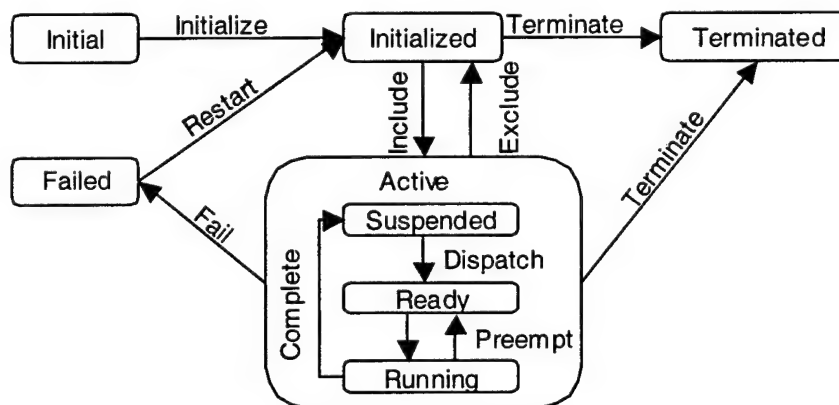 Initial
Initialize
Initialized
Terminate
Terminated
Restart
Include
Exclude
Terminate
Failed
Fail
Active
Suspended
Dispatch
Complete
Ready
Preempt
Running